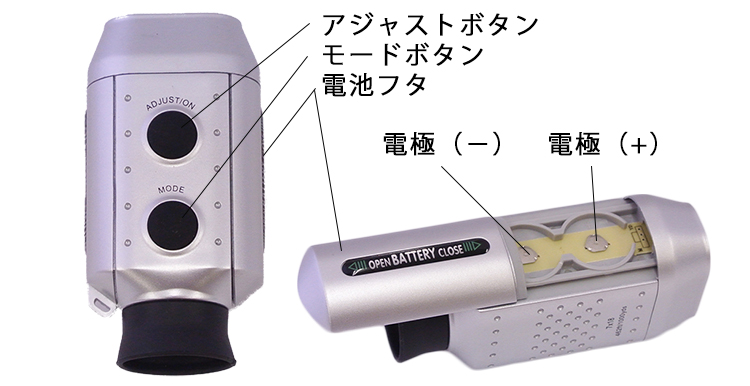 アジャストボタン
モードボタン
電池フタ
電極（－）
電極（+）
ADJUSTION
MODE
OPEN BATTERY CLOSE
7X18